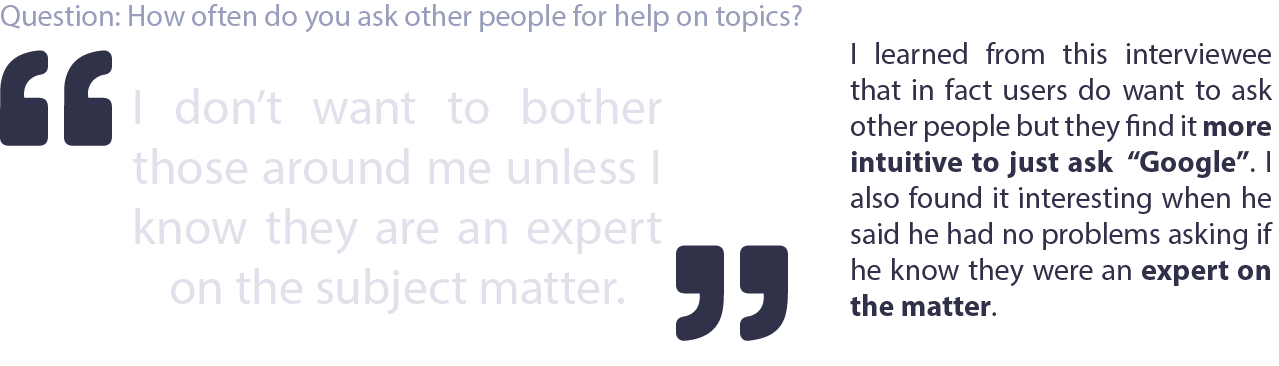 Question: How often do you ask other people for help on topics?
“
I don’t want to bother
those around me unless I
know they are an expert
on the subject matter.
”
I learned from this interviewee
that in fact users do want to ask
other people but they find it more
intuitive to just ask “Google”. I
also found it interesting when he
said he had no problems asking if
he know they were an expert on
the matter.